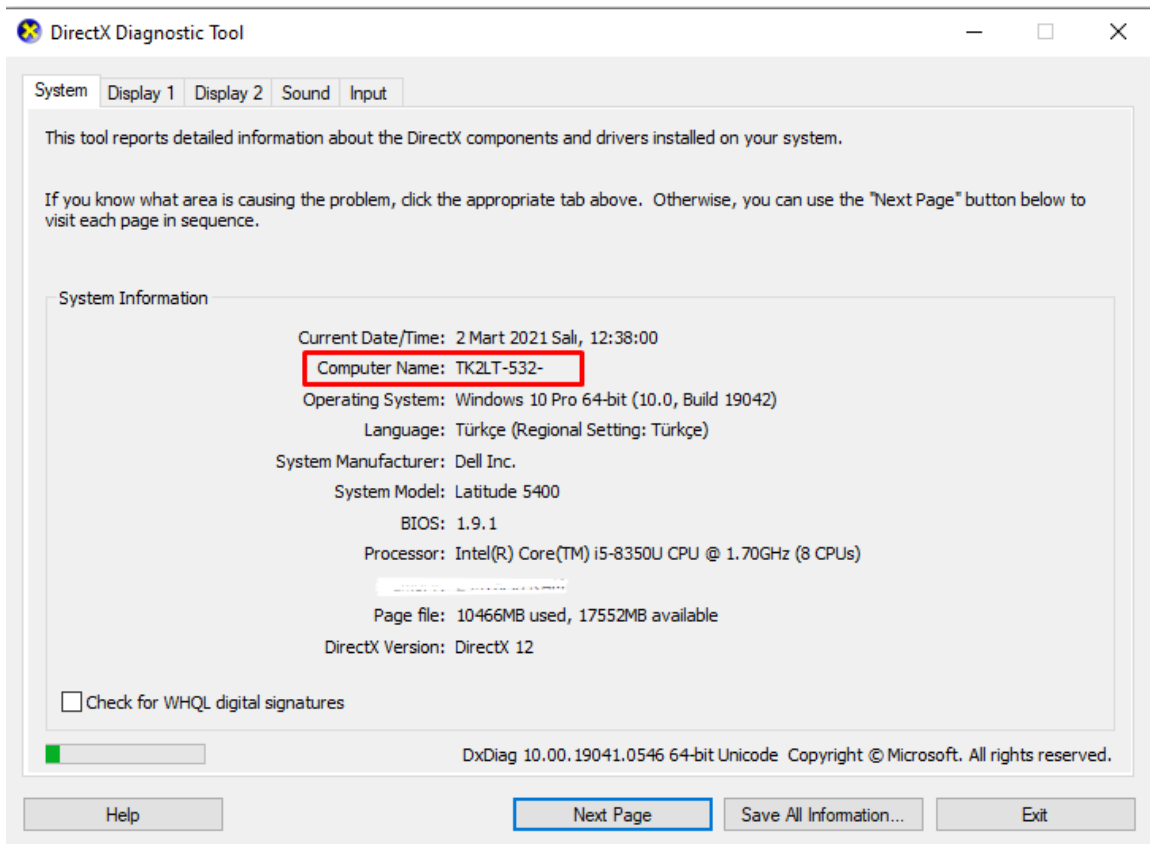 DirectX Diagnostic Tool
System Display 1 Display 2 Sound Input
This tool reports detailed information about the DirectX components and drivers installed on your system.
If you know what area is causing the problem, click the appropriate tab above.  Otherwise, you can use the "Next Page" button below to
visit each page in sequence.
System Information
Current Date/Time: 2 Mart 2021 Salı, 12:38:00
Computer Name: TK2LT-532-
Operating System: Windows 10 Pro 64-bit (10.0, Build 19042)
Language: Türkçe (Regional Setting: Türkçe)
System Manufacturer: Dell Inc.
System Model: Latitude 5400
BIOS: 1.9.1
Processor: Intel(R) Core(TM) i5-8350U CPU @ 1.70GHz (8 CPUs)
Page file: 10466MB used, 17552MB available
DirectX Version: DirectX 12
Check for WHQL digital signatures
DxDiag 10.00.19041.0546 64-bit Unicode  Copyright © Microsoft. All rights reserved.
Help Next Page Save All Information... Exit